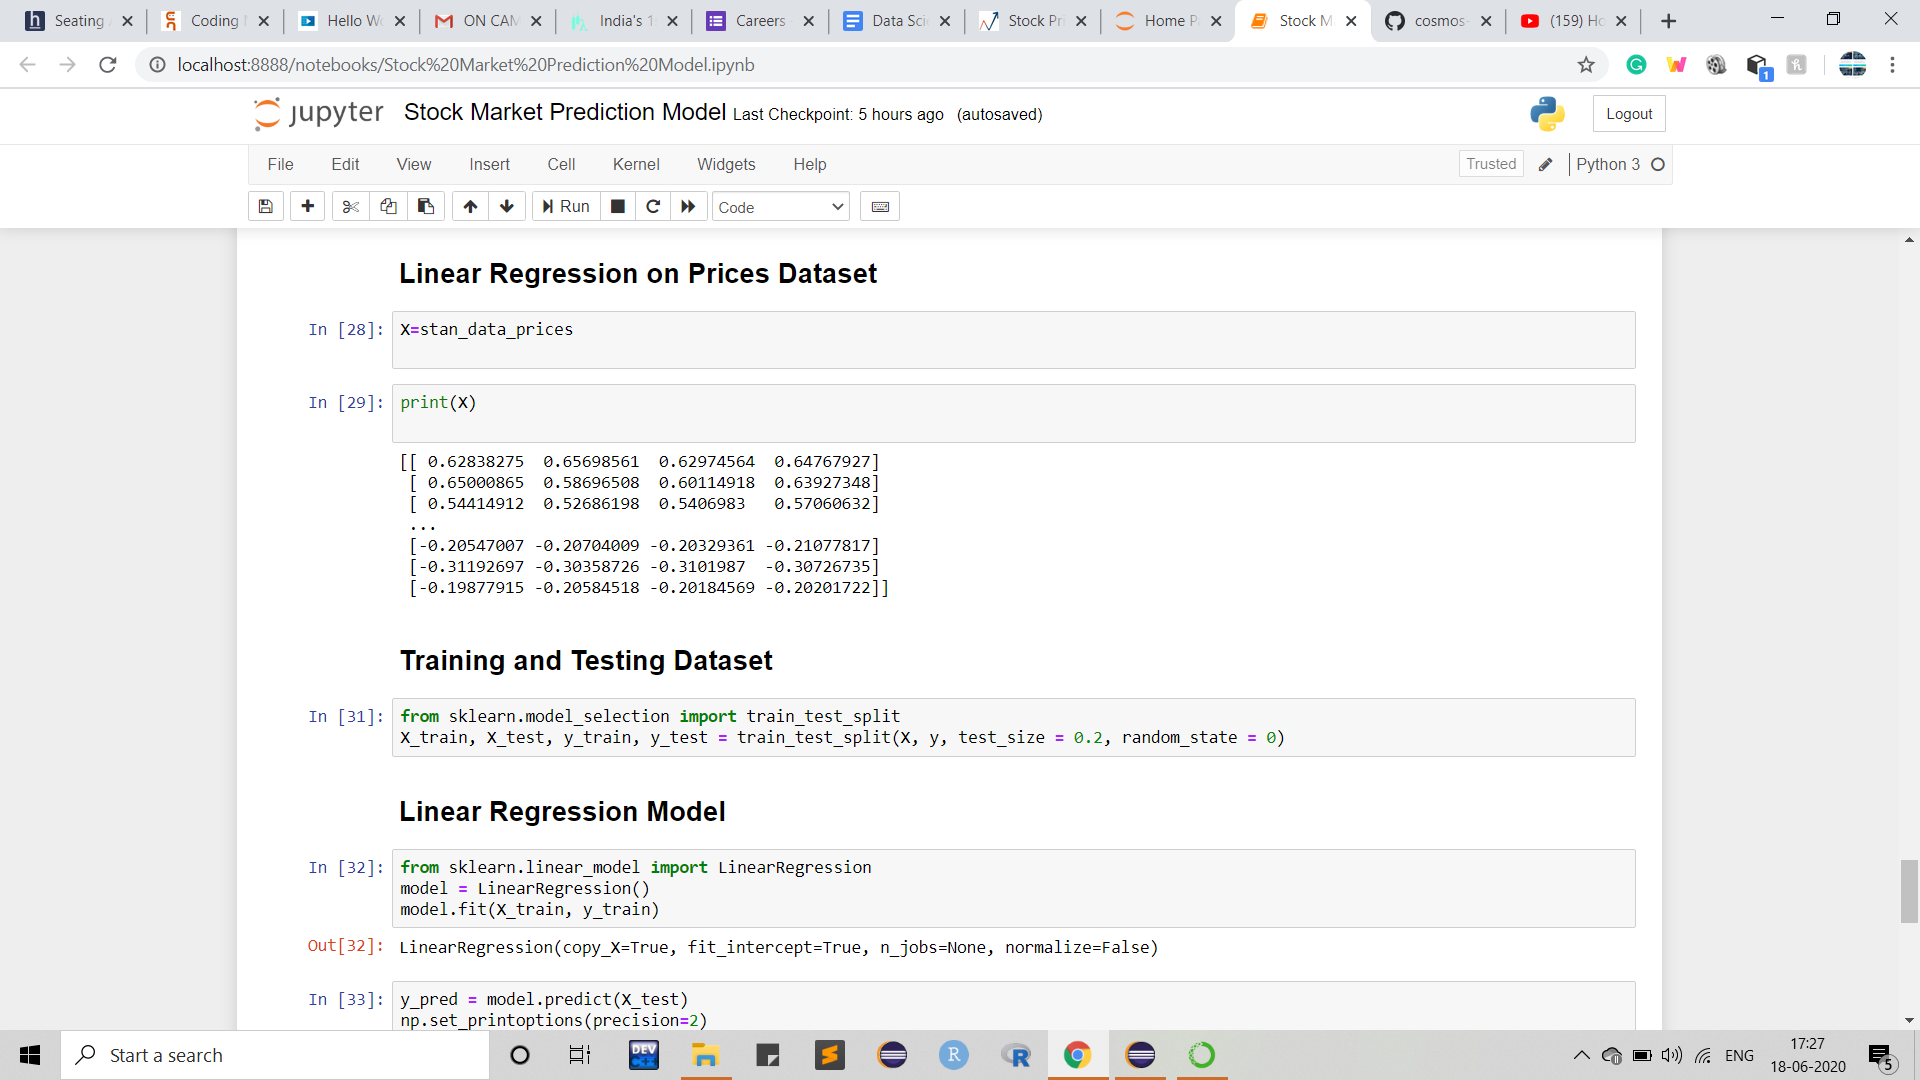 Seating
Coding
Hello Wo
ON CAM
India's 1
Careers
Data Sci
Stock Pr
Home P
Stock M
cosmos-
(159) Ho
localhost:8888/notebooks/Stock%20Market%20Prediction%20Model.ipynb
1
jupyter Stock Market Prediction Model Last Checkpoint: 5 hours ago (autosaved)
Logout
File Edit View Insert Cell Kernel Widgets Help
Trusted
Python 3
Run
Code
Linear Regression on Prices Dataset
In [28]: X=stan_data_prices
In [29]: print(X)
[[ 0.62838275 0.65698561 0.62974564 0.64767927]
[ 0.65000865 0.58696508 0.60114918 0.63927348]
[ 0.54414912 0.52686198 0.5406983 0.57060632]
...
[-0.20547007 -0.20704009 -0.20329361 -0.21077817]
[-0.31192697 -0.30358726 -0.3101987 -0.30726735]
[-0.19877915 -0.20584518 -0.20184569 -0.20201722]]
Training and Testing Dataset
In [31]: from sklearn.model_selection import train_test_split
X_train, X_test, y_train, y_test = train_test_split(X, y, test_size = 0.2, random_state = 0)
Linear Regression Model
In [32]: from sklearn.linear_model import LinearRegression
model = LinearRegression()
model.fit(X_train, y_train)
Out[32]: LinearRegression(copy_X=True, fit_intercept=True, n_jobs=None, normalize=False)
In [33]: y_pred = model.predict(X_test)
np.set_printoptions(precision=2)
Start a search
DEV
C++
R
R
ENG
17:27
18-06-2020
5